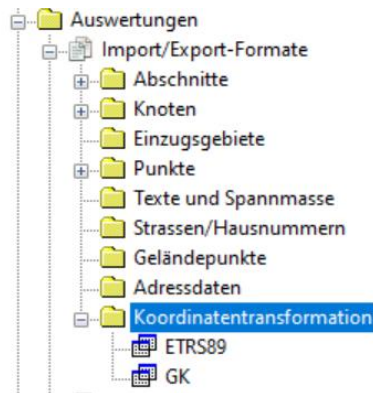 Auswertungen
Import/Export-Formate
Abschnitte
Knoten
Einzugsgebiete
Punkte
Texte und Spannmasse
Strassen/Hausnummern
Geländepunkte
Adressdaten
Koordinatentransformation
ETRS89
GK